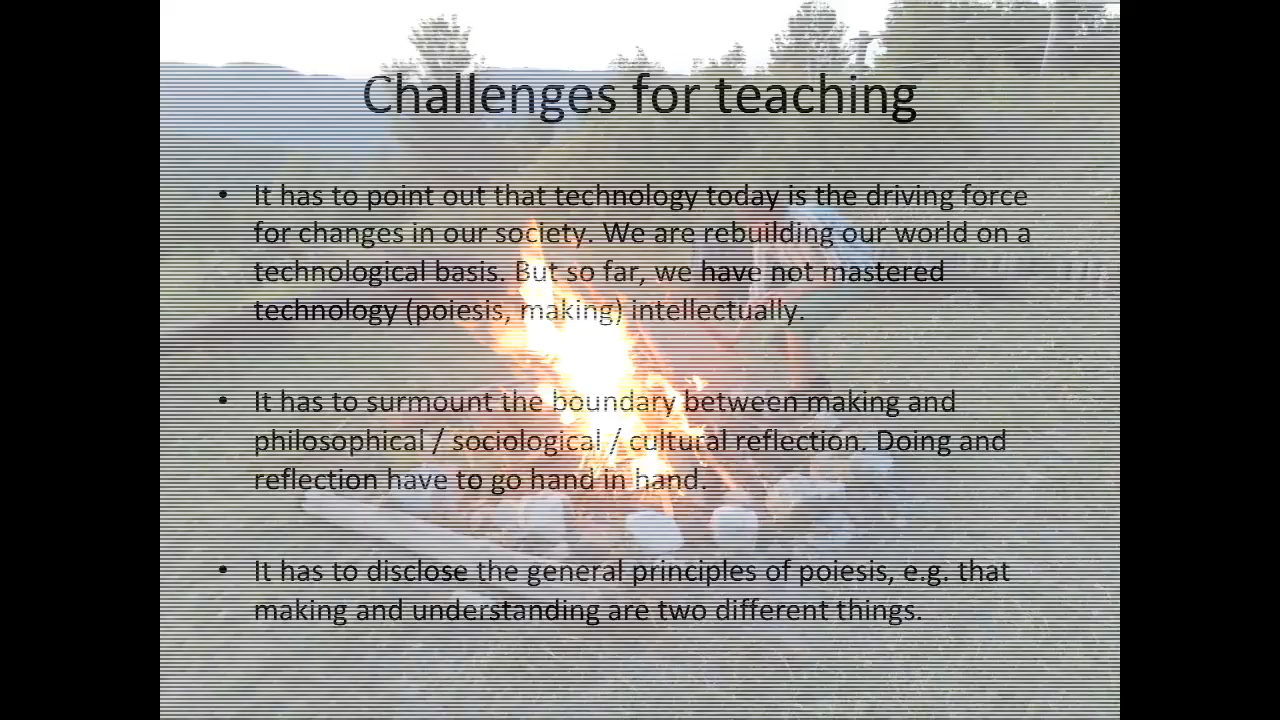 Challenges for teaching
• It has to point out that technology today is the driving force
for changes in our society. We are rebuilding our world on a
technological basis. But so far, we have not mastered
technology (poiesis, making) intellectually.
• It has to surmount the boundary between making and
philosophical / sociological / cultural reflection. Doing and
reflection have to go hand in hand.
• It has to disclose the general principles of poiesis, e.g. that
making and understanding are two different things.